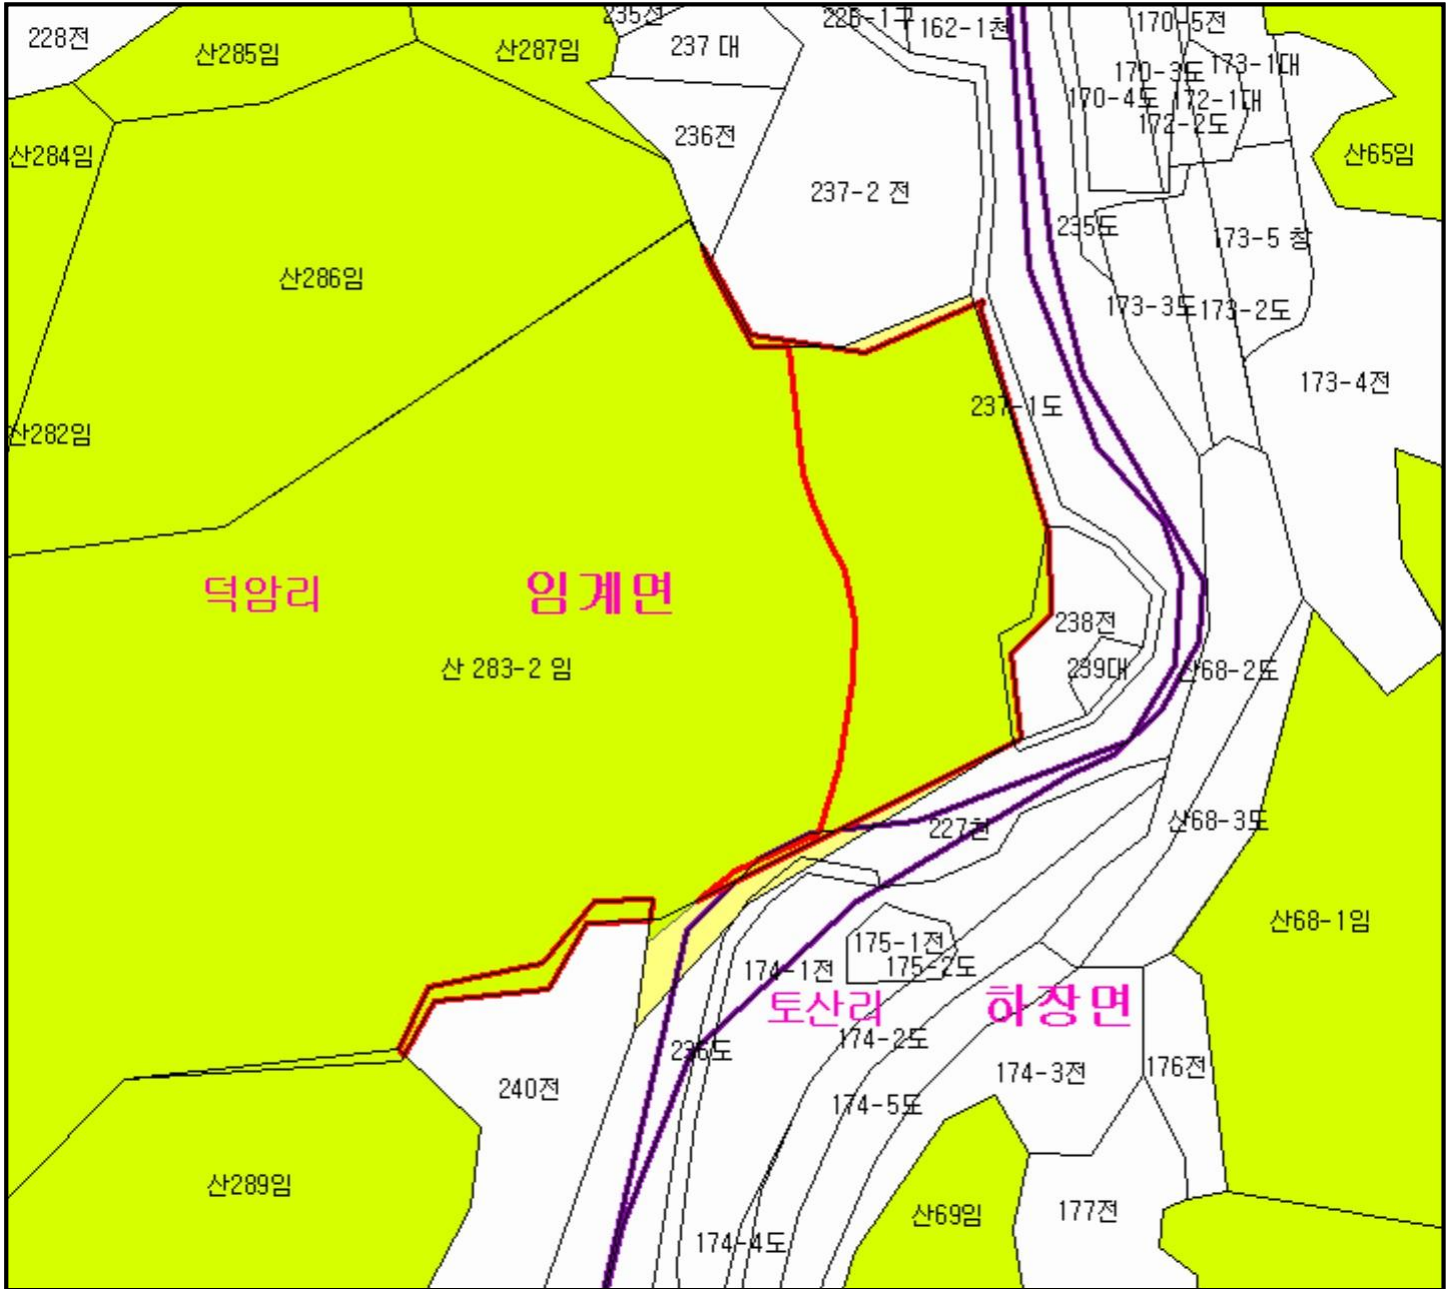 235전
226-1구
162-1천
170-5전
228전
산285임
산287임
237 대
170-3도
173-1대
170-4도
172-1대
172-2도
236전
산284임
산65임
237-2 전
235도
173-5 창
산286임
173-3도
173-2도
173-4전
237-1도
산282임
덕암리
임계면
238전
산 283-2 임
239대
산68-2도
227천
산68-3도
산68-1임
175-1전
174-1전
175-2도
토산리
하장면
174-2도
236도
174-3전
176전
240전
174-5도
산289임
산69임
177전
174-4도